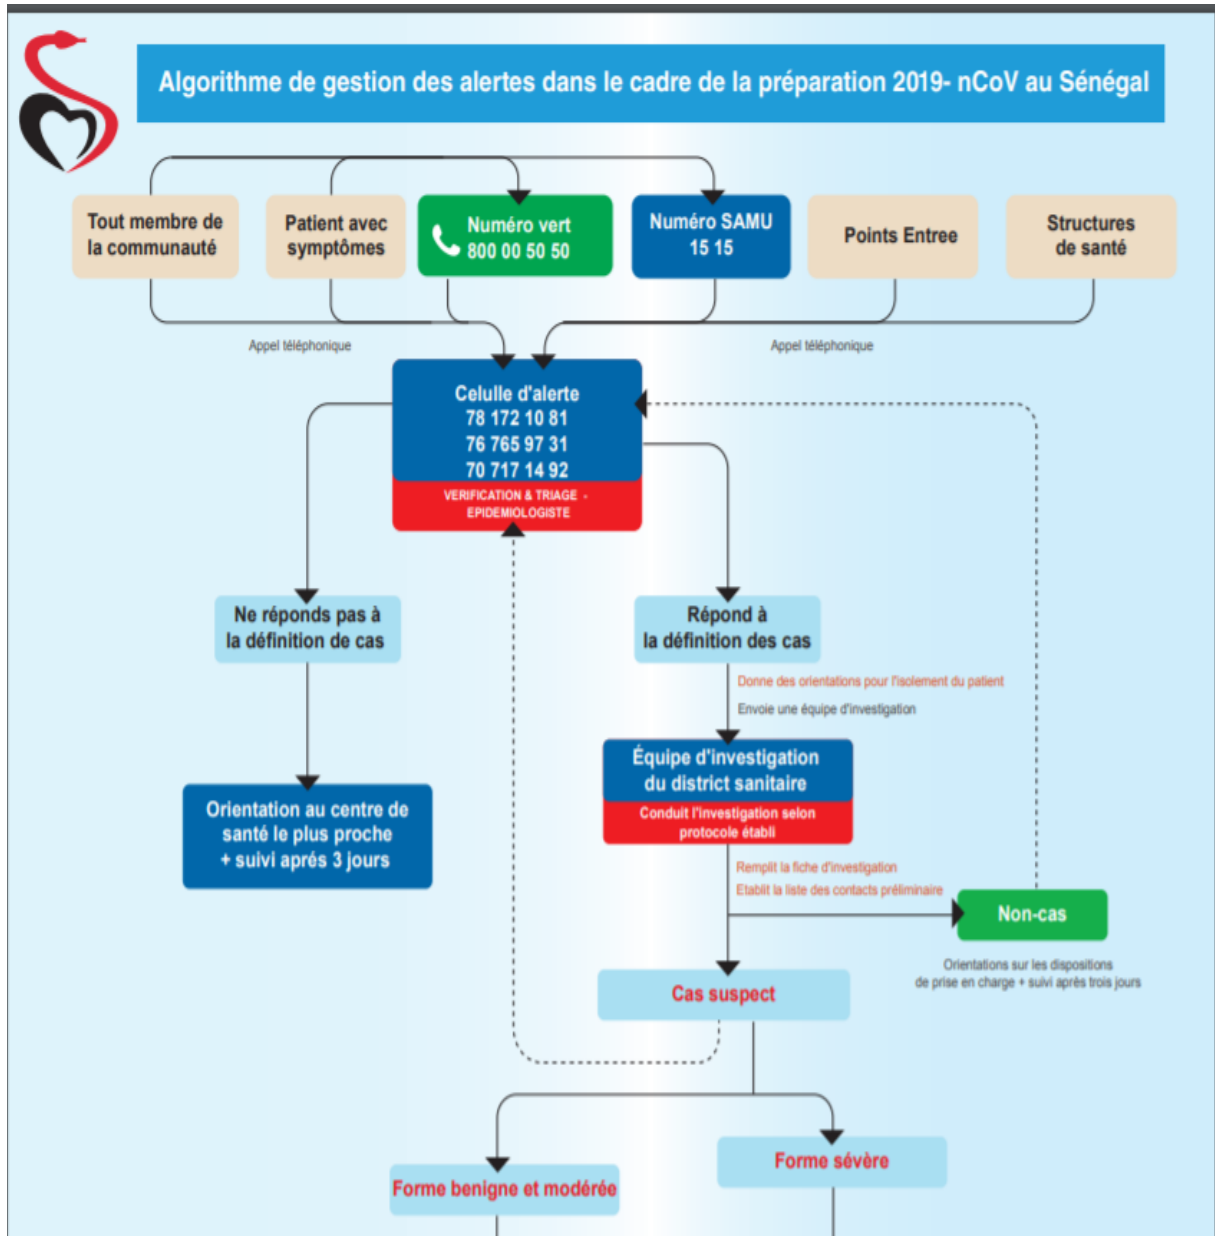 Algorithme de gestion des alertes dans le cadre de la préparation 2019- nCoV au Sénégal
Tout membre de
la communauté
Patient avec
symptômes
Numéro vert
800 00 50 50
Numéro SAMU
15 15
Points Entree
Structures
de santé
Appel téléphonique
Appel téléphonique
Celulle d'alerte
78 172 10 81
76 765 97 31
70 717 14 92
VERIFICATION & TRIAGE -
EPIDEMIOLOGISTE
Ne réponds pas à
la définition de cas
Répond à
la définition des cas
Donne des orientations pour l'isolement du patient
Envoie une équipe d'investigation
Équipe d'investigation
du district sanitaire
Conduit l'investigation selon
protocole établi
Orientation au centre de
santé le plus proche
+ suivi aprés 3 jours
Remplit la fiche d'investigation
Etablit la liste des contacts préliminaire
Non-cas
Orientations sur les dispositions
de prise en charge + suivi après trois jours
Cas suspect
Forme sévère
Forme benigne et modérée